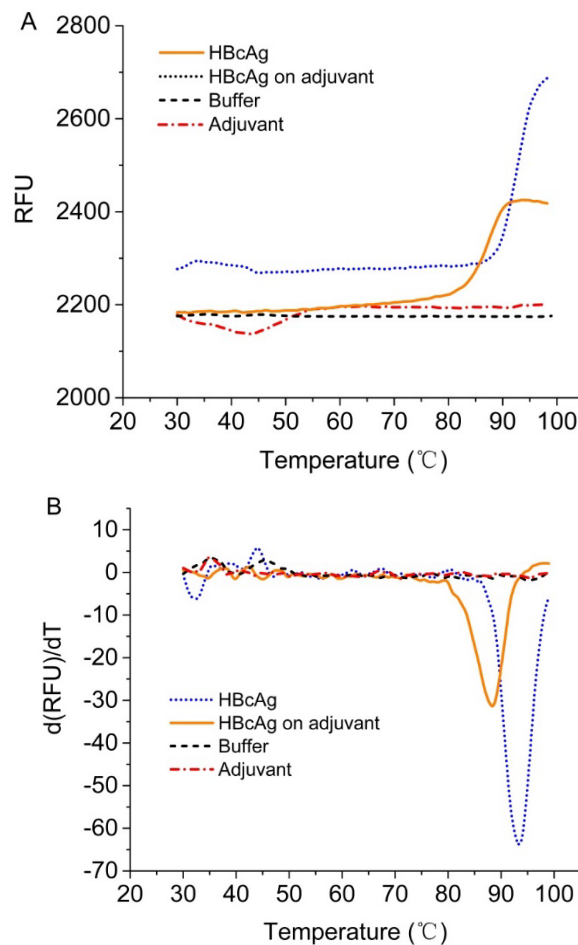 A
2800
HBcAg
HBcAg on adjuvant
Buffer
Adjuvant
2600
RFU
2400
2200
2000
20 30 40 50 60 70 80 90 100
Temperature (℃)
B
10
0
-10
-20
d(RFU)/dT
-30
HBcAg
HBcAg on adjuvant
-40
Buffer
Adjuvant
-50
-60
-70
20 30 40 50 60 70 80 90 100
Temperature (℃)